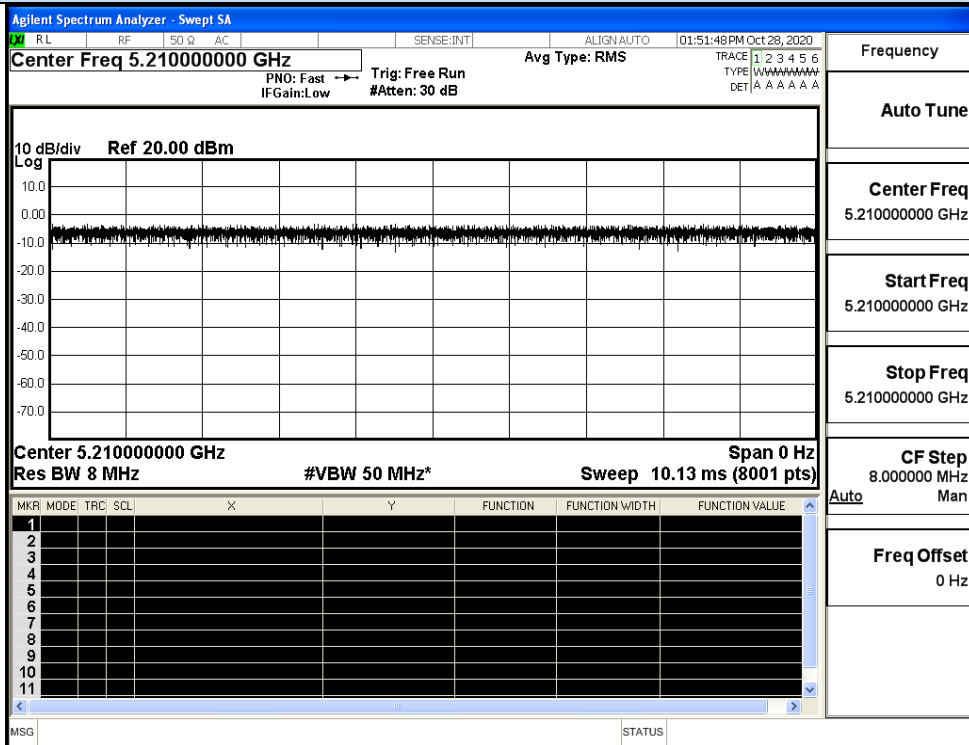 Agilent Spectrum Analyzer - Swept SA
LXI RL RF 50 Ω AC SENSE:INT ALIGN AUTO 01:51:48 PM Oct 28, 2020
Center Freq 5.210000000 GHz
PNO: Fast
IFGain:Low
Trig: Free Run
#Atten: 30 dB
Avg Type: RMS
TRACE 1 2 3 4 5 6
TYPE WWWWWW
DET A A A A A A
10 dB/div Ref 20.00 dBm
Log
10.0
0.00
-10.0
-20.0
-30.0
-40.0
-50.0
-60.0
-70.0
Center 5.210000000 GHz Span 0 Hz
Res BW 8 MHz #VBW 50 MHz* Sweep 10.13 ms (8001 pts)
MKR MODE TRC SCL X Y FUNCTION FUNCTION WIDTH FUNCTION VALUE
1
2
3
4
5
6
7
8
9
10
11
MSG STATUS
Frequency
Auto Tune
Center Freq
5.210000000 GHz
Start Freq
5.210000000 GHz
Stop Freq
5.210000000 GHz
CF Step
8.000000 MHz
Auto Man
Freq Offset
0 Hz